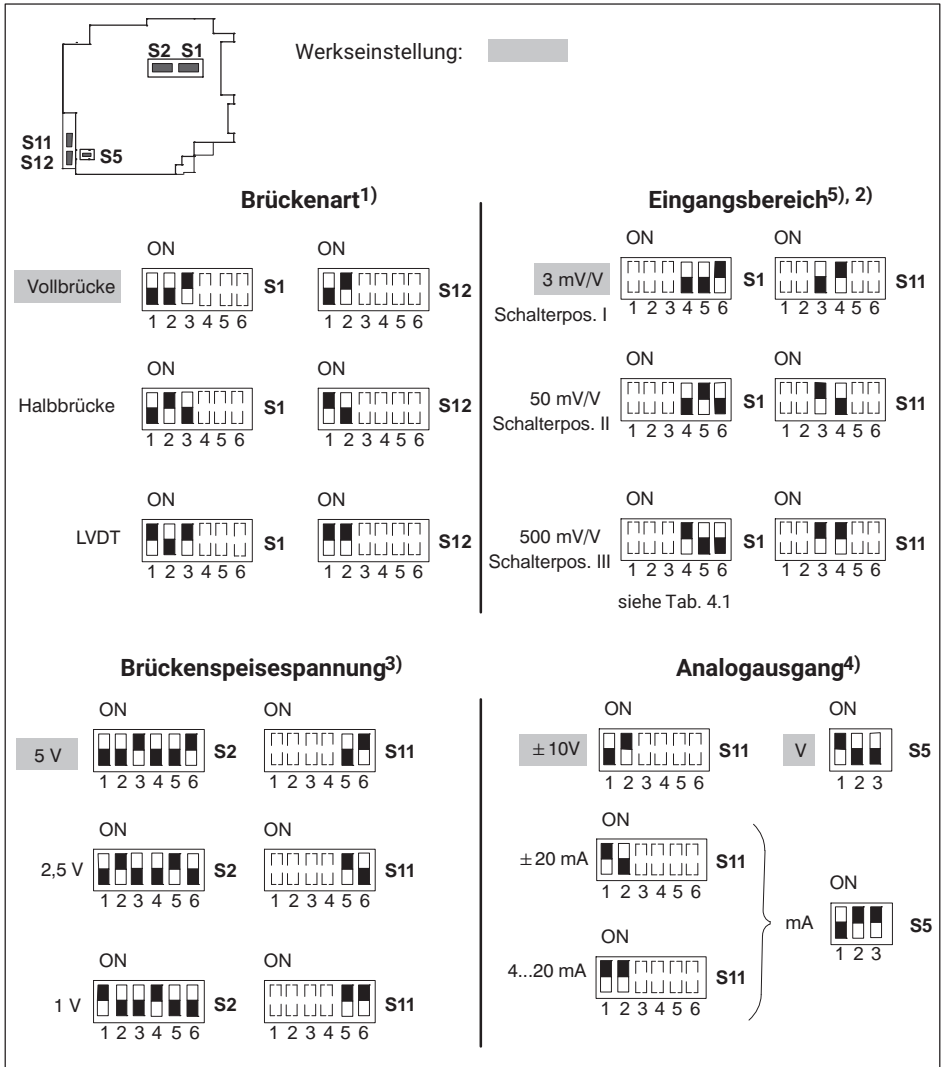 S2 S1
Werkseinstellung:
S11
S12
S5
Brückenart1)
ON
ON
Vollbrücke
S1
S12
1 2 3 4 5 6
1 2 3 4 5 6
ON
ON
Halbbrücke
S1
S12
1 2 3 4 5 6
1 2 3 4 5 6
ON
ON
LVDT
S1
S12
1 2 3 4 5 6
1 2 3 4 5 6
Eingangsbereich5), 2)
ON
ON
3 mV/V
S1
S11
Schalterpos. I
1 2 3 4 5 6
1 2 3 4 5 6
ON
ON
50 mV/V
S1
S11
Schalterpos. II
1 2 3 4 5 6
1 2 3 4 5 6
ON
ON
500 mV/V
S1
S11
Schalterpos. III
1 2 3 4 5 6
1 2 3 4 5 6
siehe Tab. 4.1
Brückenspeisespannung3)
ON
ON
5 V
S2
S11
1 2 3 4 5 6
1 2 3 4 5 6
ON
ON
2,5 V
S2
S11
1 2 3 4 5 6
1 2 3 4 5 6
ON
ON
1 V
S2
S11
1 2 3 4 5 6
1 2 3 4 5 6
Analogausgang4)
ON
ON
± 10V
S11
V
S5
1 2 3 4 5 6
1 2 3
ON
± 20 mA
S11
1 2 3 4 5 6
ON
mA
S5
1 2 3
ON
4...20 mA
S11
1 2 3 4 5 6